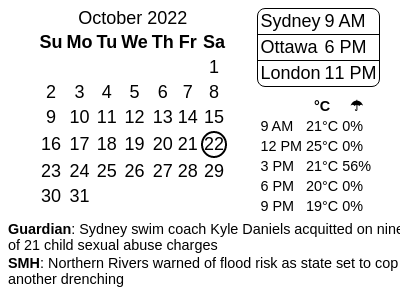 October 2022
Su Mo Tu We Th Fr Sa
1
2 3 4 5 6 7 8
9 10 11 12 13 14 15
16 17 18 19 20 21 22
23 24 25 26 27 28 29
30 31
Sydney 9 AM
Ottawa 6 PM
London 11 PM
°C ☂
9 AM 21°C 0%
12 PM 25°C 0%
3 PM 21°C 56%
6 PM 20°C 0%
9 PM 19°C 0%
Guardian: Sydney swim coach Kyle Daniels acquitted on nine
of 21 child sexual abuse charges
SMH: Northern Rivers warned of flood risk as state set to cop
another drenching